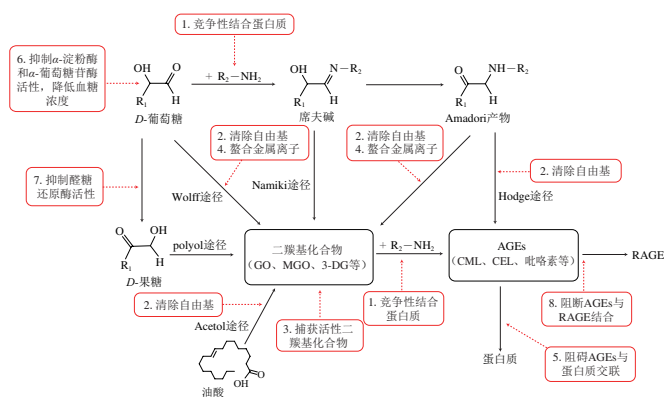 1. 竞争性结合蛋白质
6. 抑制α-淀粉酶
和α-葡萄糖苷酶
活性，降低血糖
浓度
OH
O
R1
H
D-葡萄糖
+ R2−NH2
OH
N−R2
R1
H
席夫碱
O
HN−R2
R1
H
Amadori产物
2. 清除自由基
4. 螯合金属离子
2. 清除自由基
4. 螯合金属离子
2. 清除自由基
7. 抑制醛糖
还原酶活性
Wolff途径
Namiki途径
Hodge途径
O
OH
R1
H
D-果糖
polyol途径
二羰基化合物
（GO、MGO、3-DG等）
+ R2−NH2
AGEs
（CML、CEL、吡咯素等）
RAGE
2. 清除自由基
Acetol途径
3. 捕获活性二
羰基化合物
1. 竞争性结合
蛋白质
8. 阻断AGEs与
RAGE结合
O
OH
油酸
蛋白质
5. 阻碍AGEs与
蛋白质交联